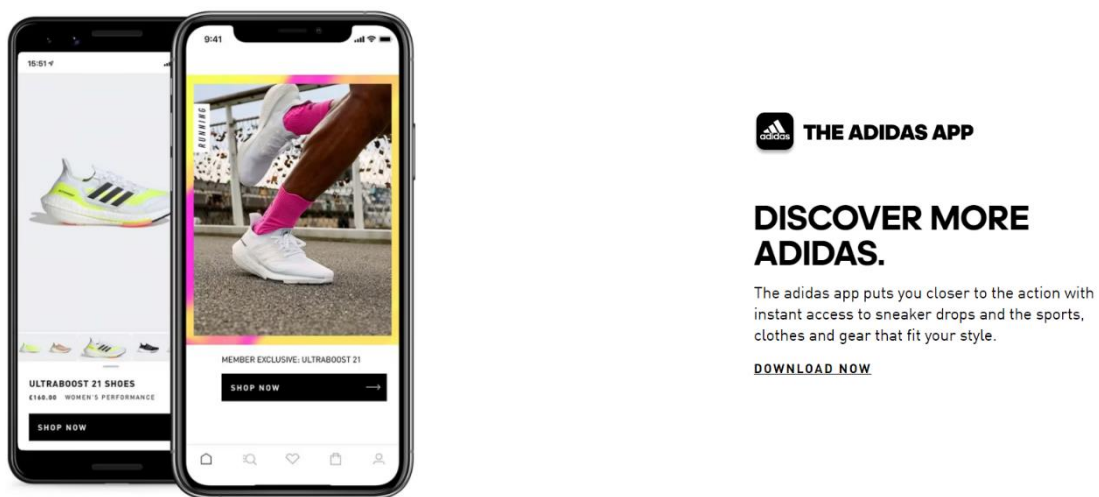 15:51
9:41
RUNNING
ULTRABOOST 21 SHOES
£160.00 WOMEN'S PERFORMANCE
SHOP NOW
MEMBER EXCLUSIVE: ULTRABOOST 21
SHOP NOW
adidas
THE ADIDAS APP
DISCOVER MORE
ADIDAS.
The adidas app puts you closer to the action with
instant access to sneaker drops and the sports,
clothes and gear that fit your style.
DOWNLOAD NOW